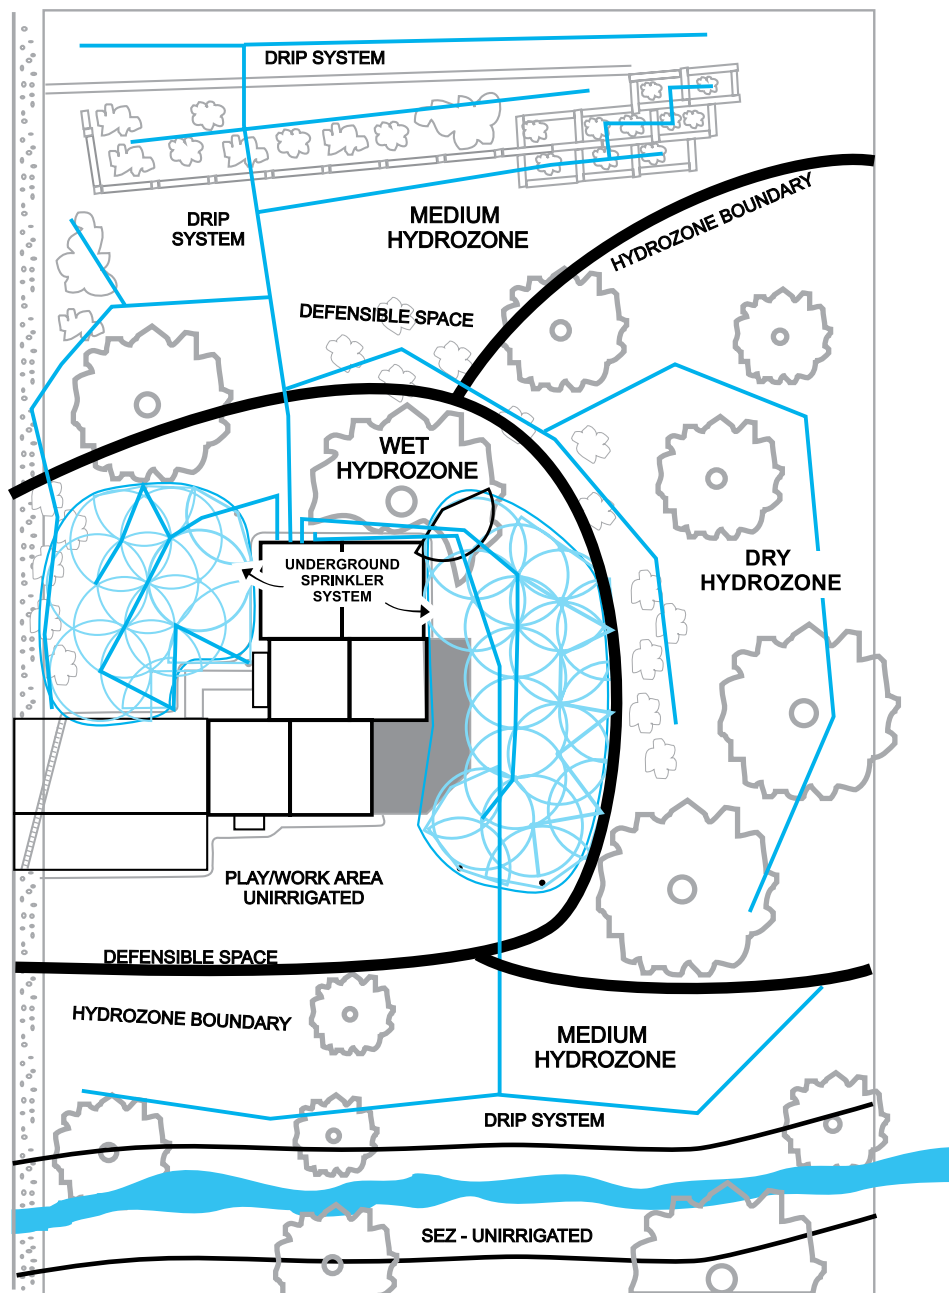 DRIP SYSTEM
DRIP
SYSTEM
MEDIUM
HYDROZONE
HYDROZONE BOUNDARY
DEFENSIBLE SPACE
WET
HYDROZONE
UNDERGROUND
SPRINKLER
SYSTEM
DRY
HYDROZONE
PLAY/WORK AREA
UNIRRIGATED
DEFENSIBLE SPACE
HYDROZONE BOUNDARY
MEDIUM
HYDROZONE
DRIP SYSTEM
SEZ - UNIRRIGATED